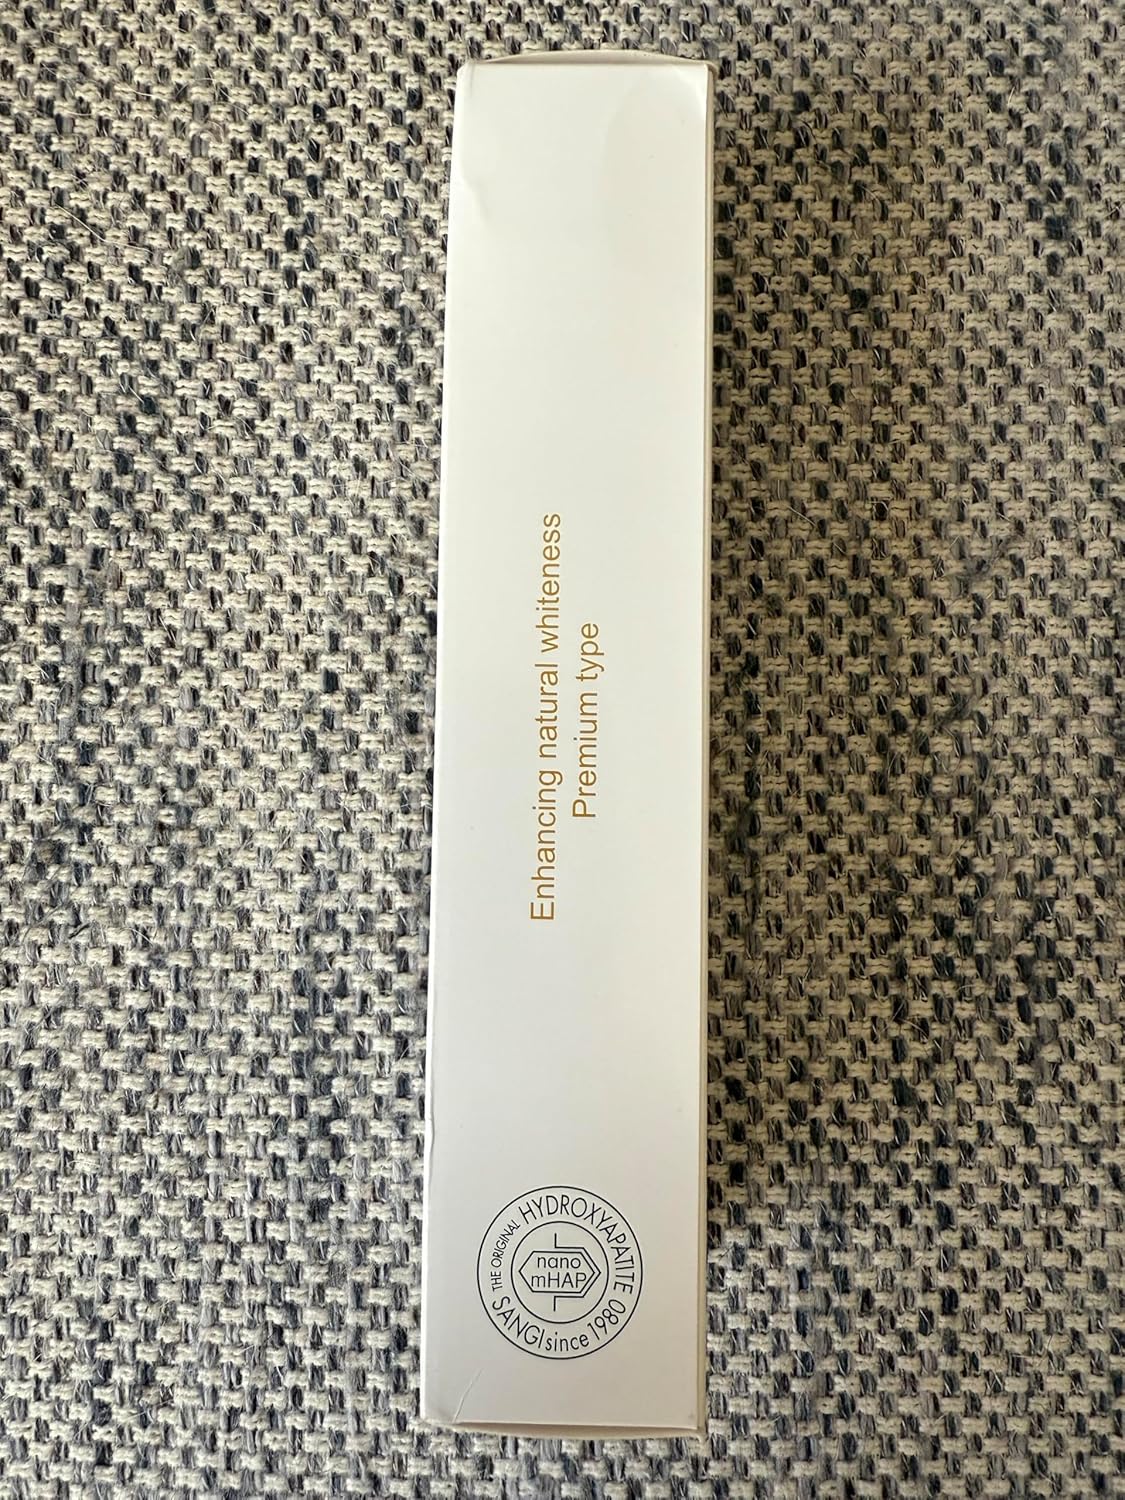 Enhancing natural whiteness
Premium type
THE ORIGINAL HYDROXYAPATITE
SANGI since 1980
nano
mHAP